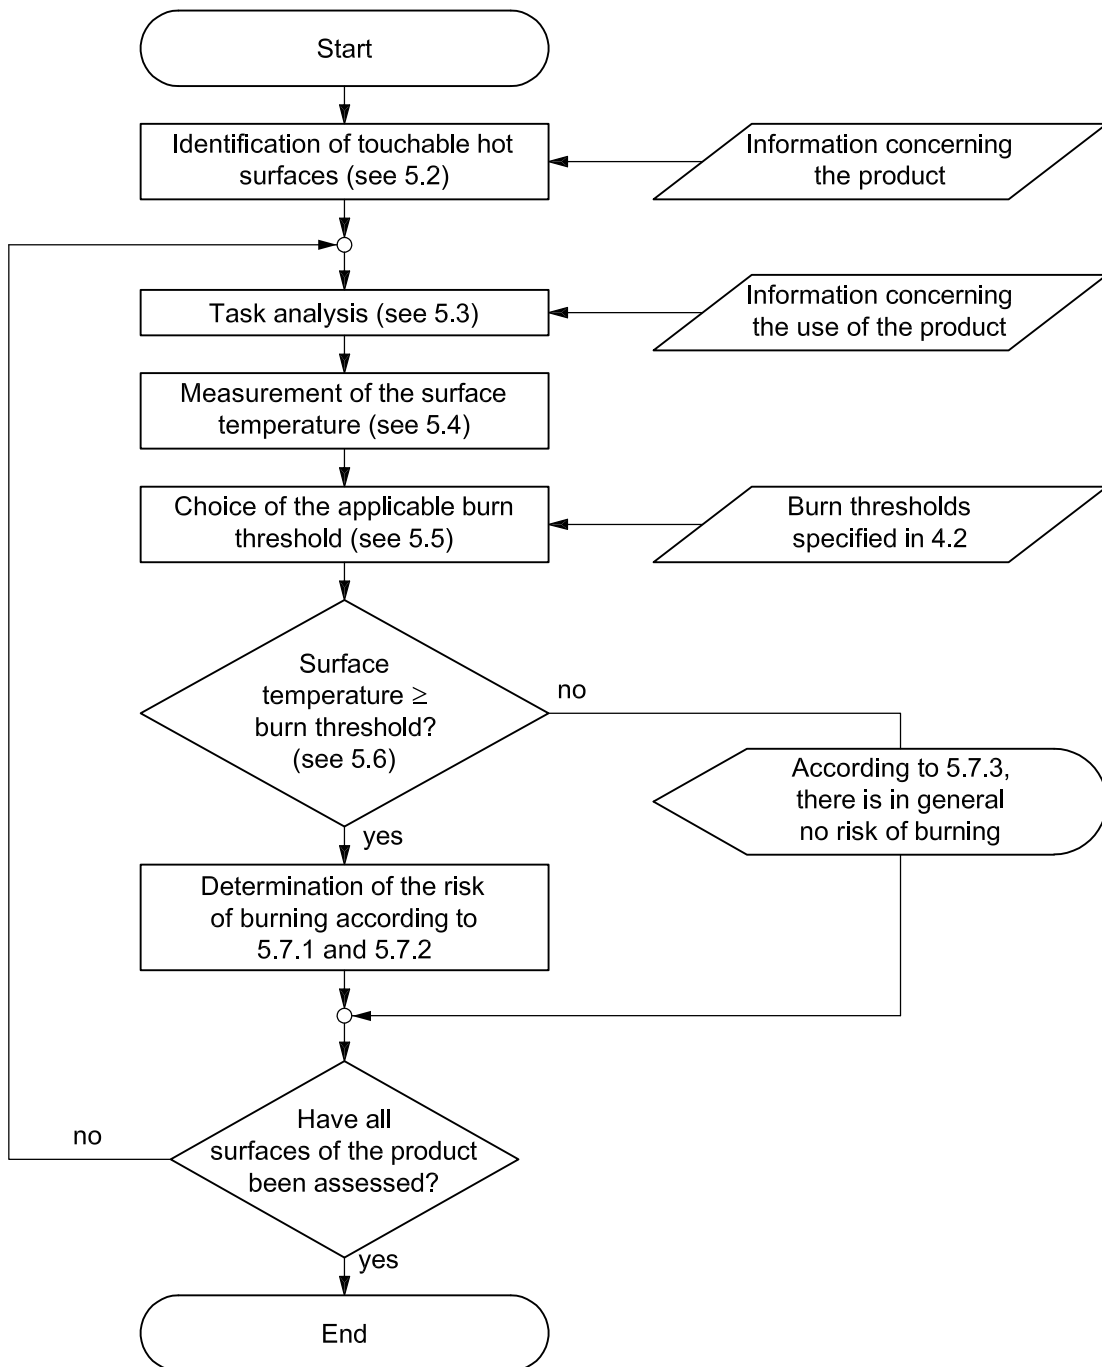 Start
Identification of touchable hot
surfaces (see 5.2)
Information concerning
the product
Task analysis (see 5.3)
Information concerning
the use of the product
Measurement of the surface
temperature (see 5.4)
Choice of the applicable burn
threshold (see 5.5)
Burn thresholds
specified in 4.2
Surface
temperature ≥
burn threshold?
(see 5.6)
no
According to 5.7.3,
there is in general
no risk of burning
yes
Determination of the risk
of burning according to
5.7.1 and 5.7.2
Have all
surfaces of the product
been assessed?
no
yes
End